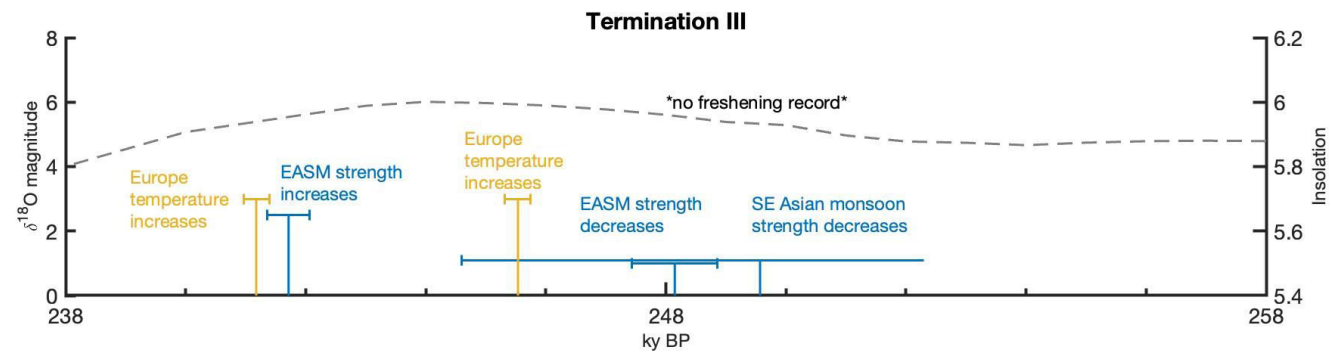 Termination III
8
6
4
2
0
δ18O magnitude
6.2
6
5.8
5.6
5.4
Insolation
*no freshening record*
Europe
temperature
increases
EASM strength
increases
Europe
temperature
increases
EASM strength
decreases
SE Asian monsoon
strength decreases
238
248
258
ky BP